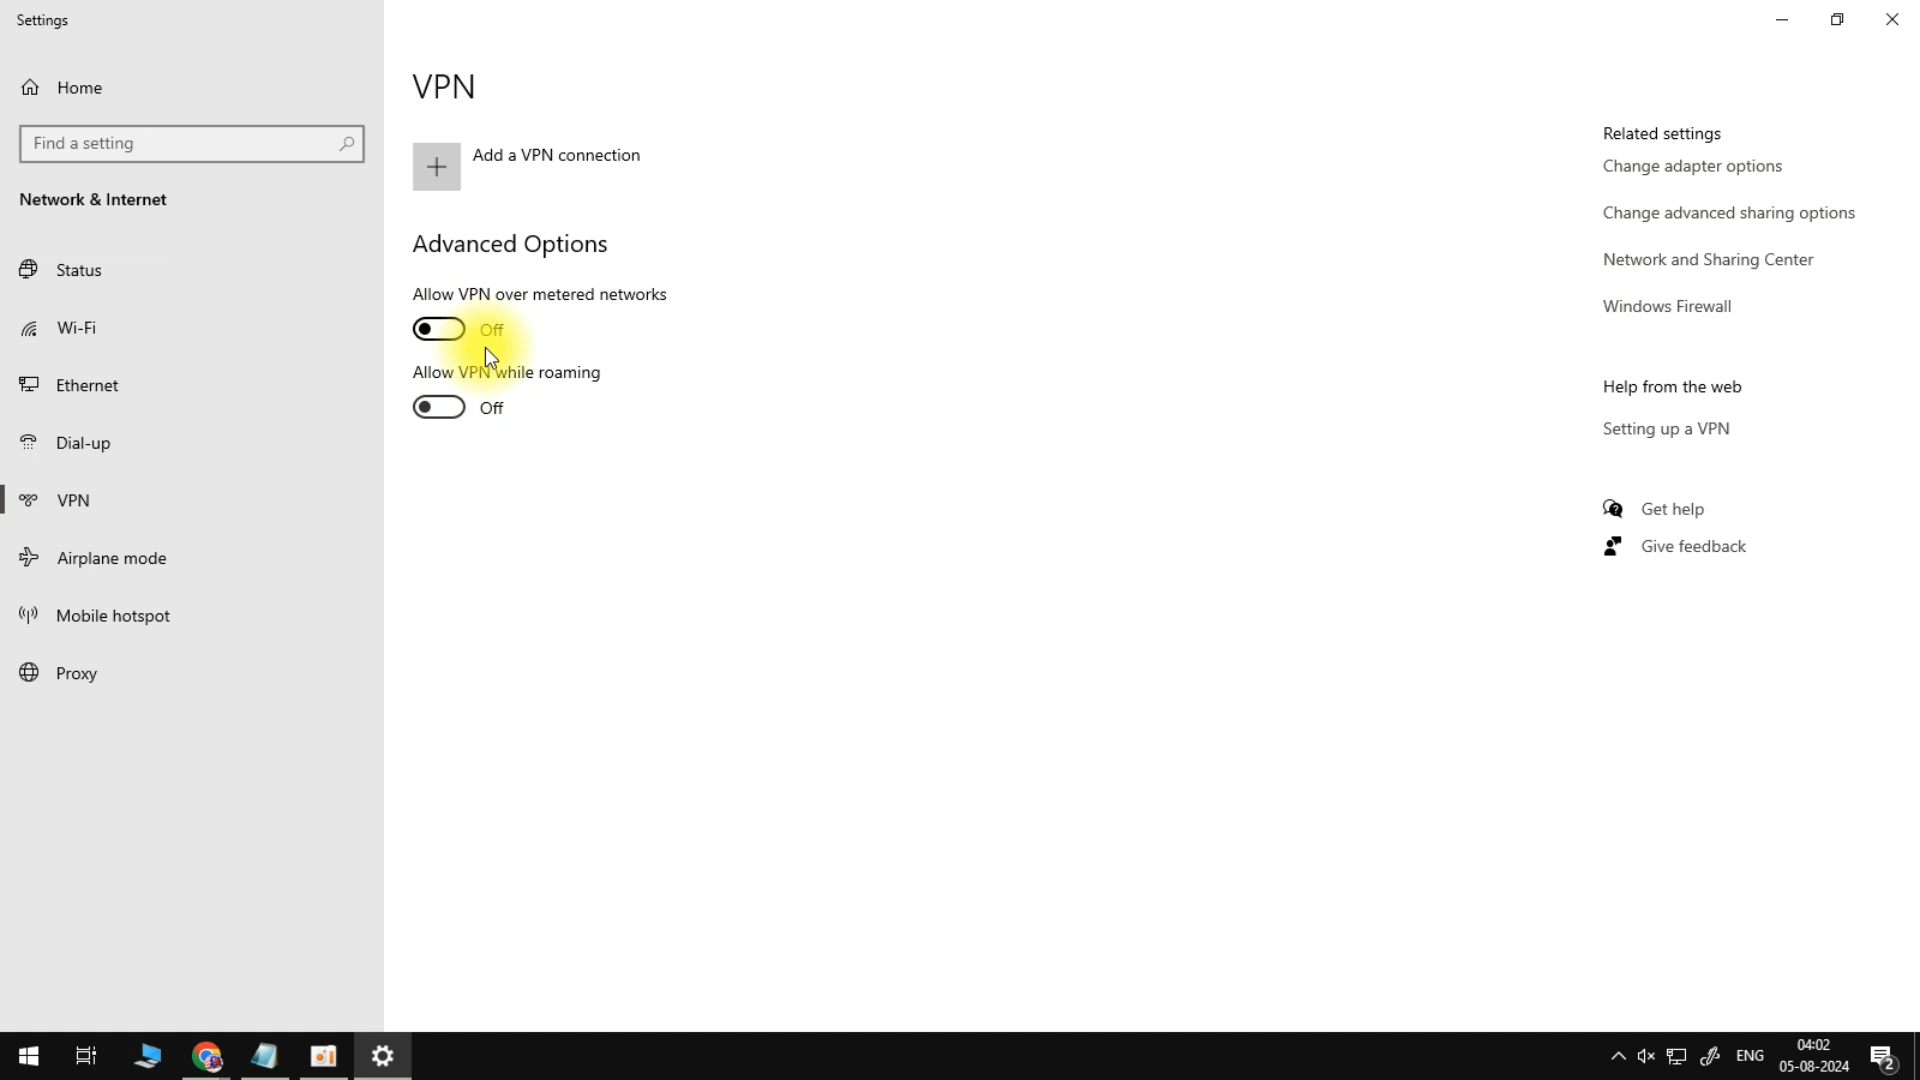 Settings
Home
Find a setting
Network & Internet
Status
Wi-Fi
Ethernet
Dial-up
VPN
Airplane mode
Mobile hotspot
Proxy
VPN
Add a VPN connection
Advanced Options
Allow VPN over metered networks
Off
Allow VPN while roaming
Off
Related settings
Change adapter options
Change advanced sharing options
Network and Sharing Center
Windows Firewall
Help from the web
Setting up a VPN
Get help
Give feedback
ENG
04:02
05-08-2024
2